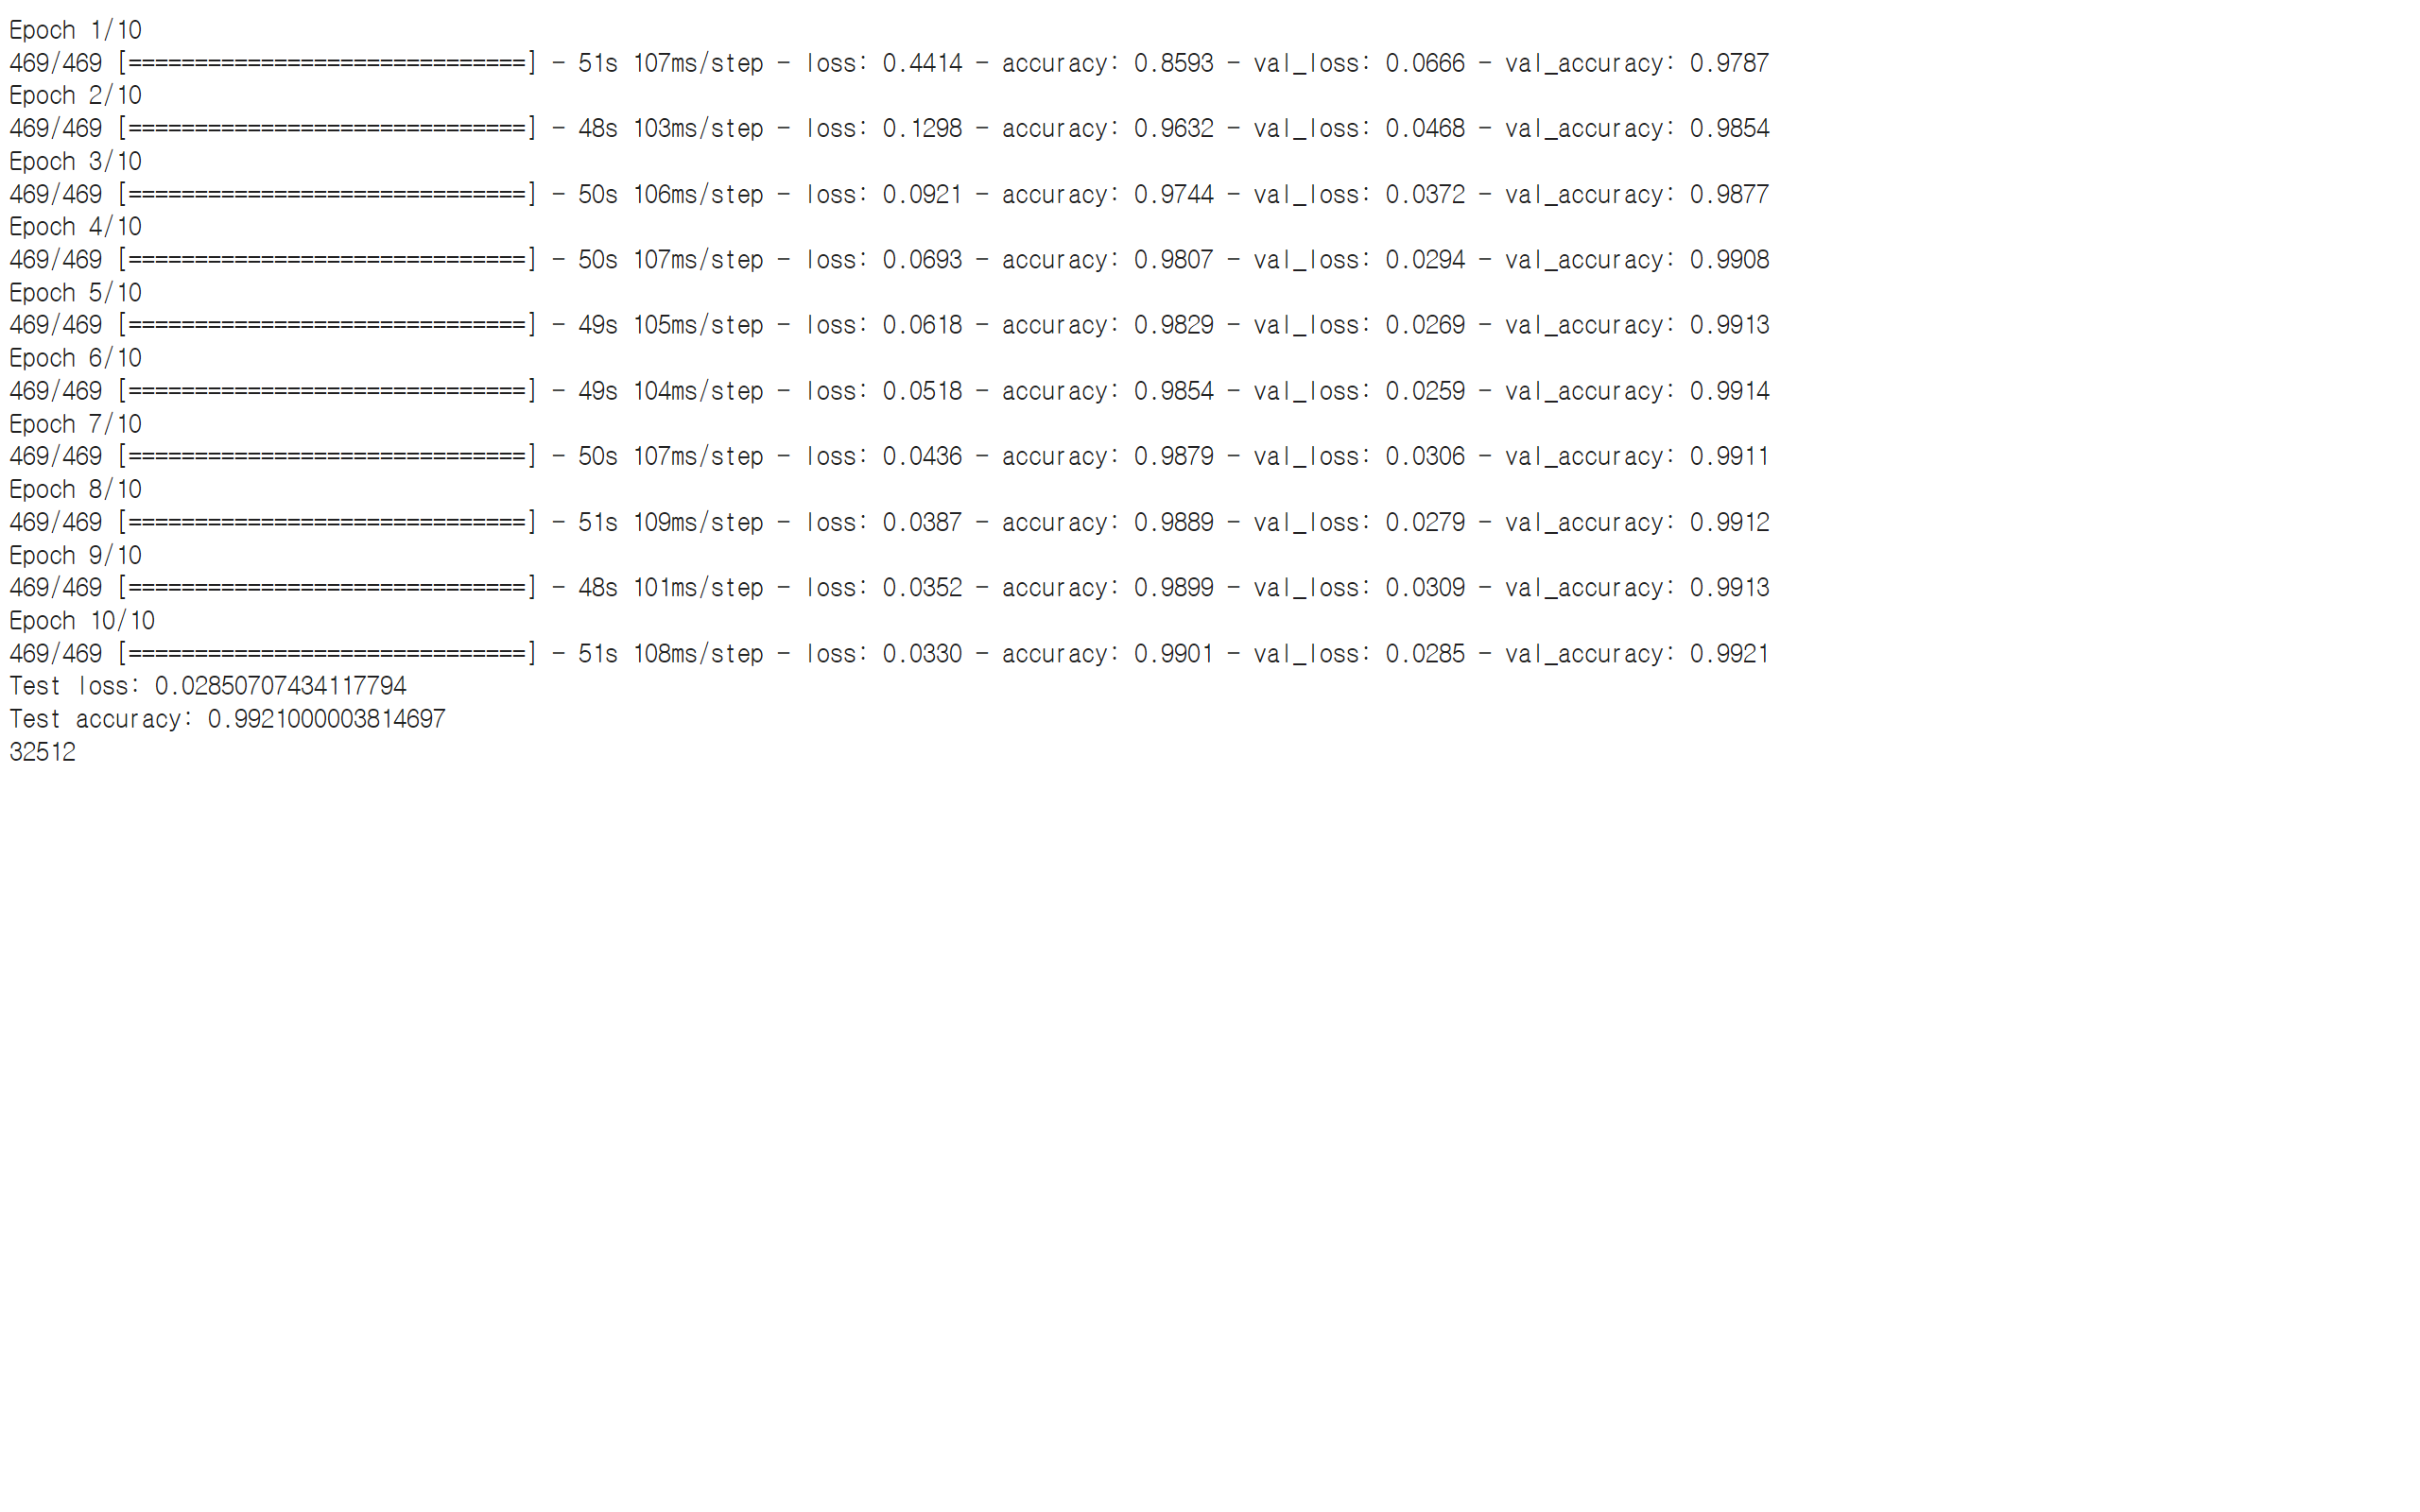 Epoch 1/10
469/469 [==============================] - 51s 107ms/step - loss: 0.4414 - accuracy: 0.8593 - val_loss: 0.0666 - val_accuracy: 0.9787
Epoch 2/10
469/469 [==============================] - 48s 103ms/step - loss: 0.1298 - accuracy: 0.9632 - val_loss: 0.0468 - val_accuracy: 0.9854
Epoch 3/10
469/469 [==============================] - 50s 106ms/step - loss: 0.0921 - accuracy: 0.9744 - val_loss: 0.0372 - val_accuracy: 0.9877
Epoch 4/10
469/469 [==============================] - 50s 107ms/step - loss: 0.0693 - accuracy: 0.9807 - val_loss: 0.0294 - val_accuracy: 0.9908
Epoch 5/10
469/469 [==============================] - 49s 105ms/step - loss: 0.0618 - accuracy: 0.9829 - val_loss: 0.0269 - val_accuracy: 0.9913
Epoch 6/10
469/469 [==============================] - 49s 104ms/step - loss: 0.0518 - accuracy: 0.9854 - val_loss: 0.0259 - val_accuracy: 0.9914
Epoch 7/10
469/469 [==============================] - 50s 107ms/step - loss: 0.0436 - accuracy: 0.9879 - val_loss: 0.0306 - val_accuracy: 0.9911
Epoch 8/10
469/469 [==============================] - 51s 109ms/step - loss: 0.0387 - accuracy: 0.9889 - val_loss: 0.0279 - val_accuracy: 0.9912
Epoch 9/10
469/469 [==============================] - 48s 101ms/step - loss: 0.0352 - accuracy: 0.9899 - val_loss: 0.0309 - val_accuracy: 0.9913
Epoch 10/10
469/469 [==============================] - 51s 108ms/step - loss: 0.0330 - accuracy: 0.9901 - val_loss: 0.0285 - val_accuracy: 0.9921
Test loss: 0.02850707434117794
Test accuracy: 0.9921000003814697
32512